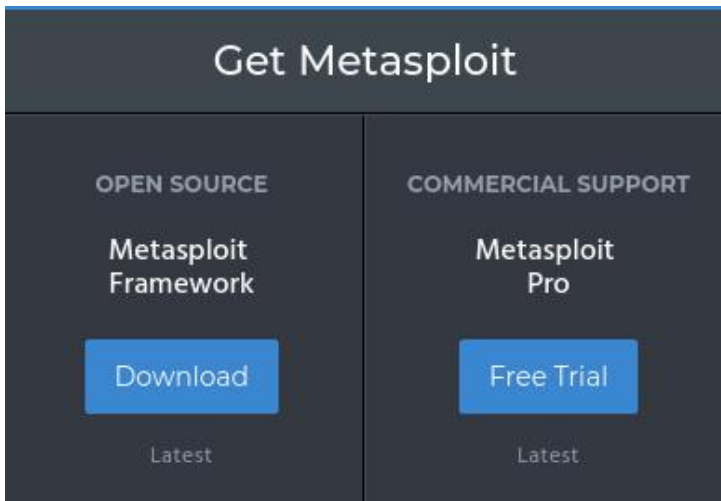 Get Metasploit
OPEN SOURCE
Metasploit
Framework
Download
Latest
COMMERCIAL SUPPORT
Metasploit
Pro
Free Trial
Latest